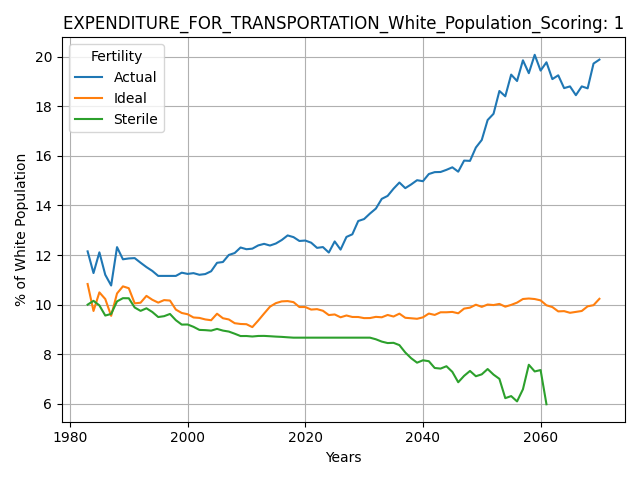 EXPENDITURE_FOR_TRANSPORTATION_White_Population_Scoring: 1
Fertility
Actual
Ideal
Sterile
% of White Population
20
18
16
14
12
10
8
6
1980
2000
2020
2040
2060
Years